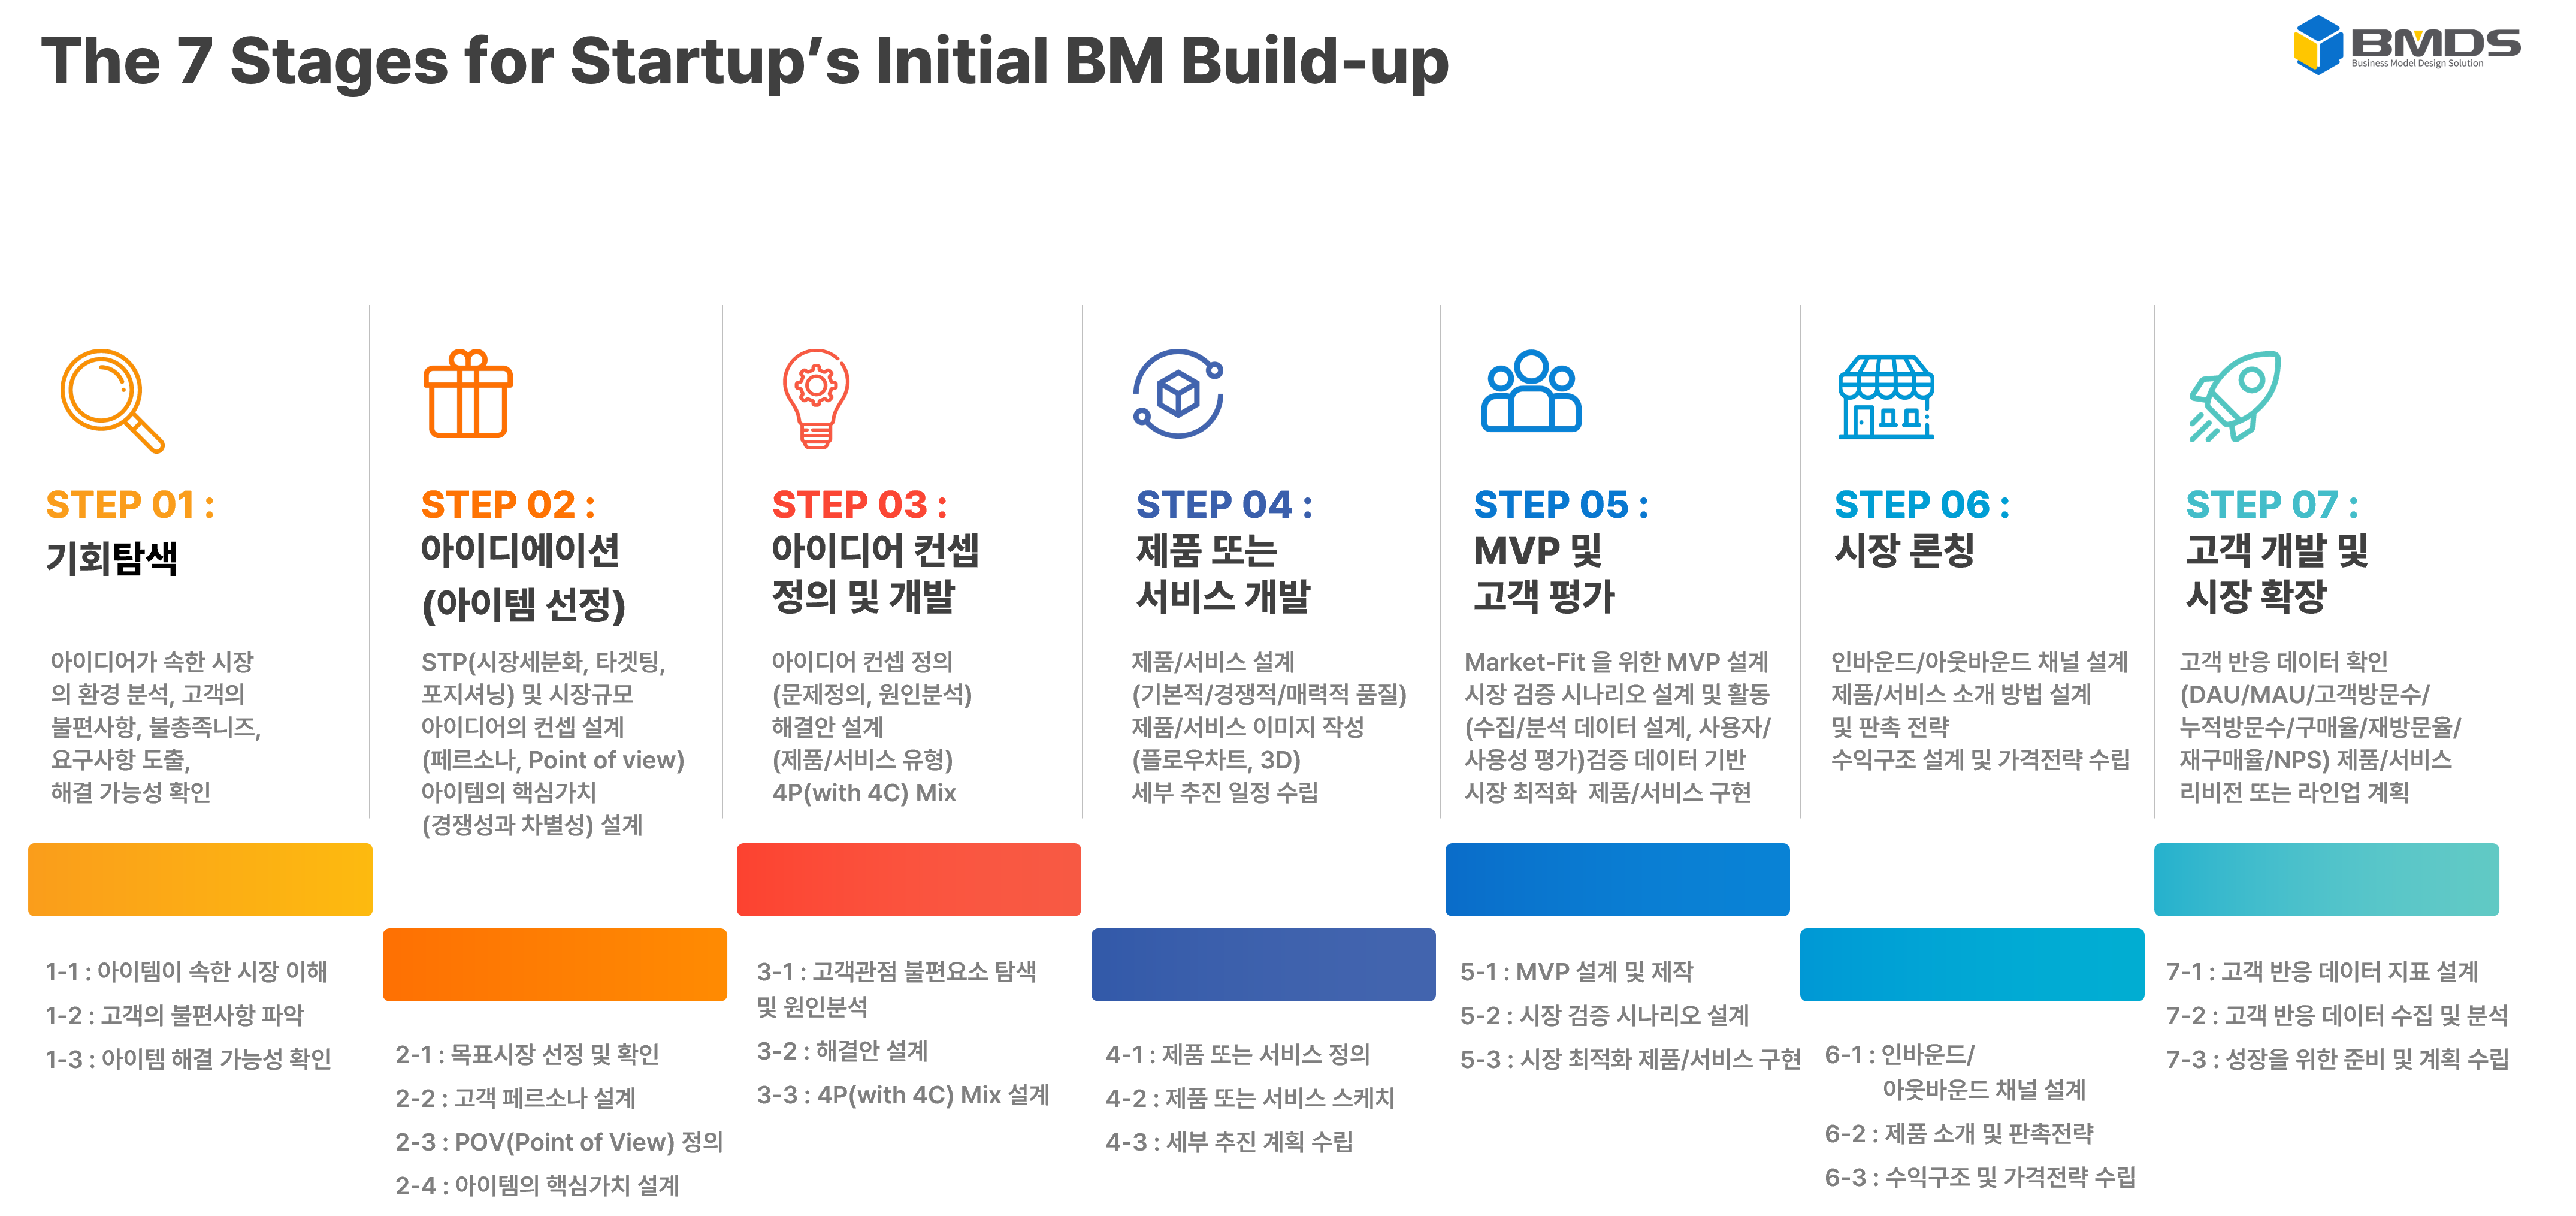 The 7 Stages for Startup’s Initial BM Build-up
BMDS
Business Model Design Solution
STEP 01 :
기회탐색
아이디어가 속한 시장
의 환경 분석, 고객의
불편사항, 불총족니즈,
요구사항 도출,
해결 가능성 확인
1-1 : 아이템이 속한 시장 이해
1-2 : 고객의 불편사항 파악
1-3 : 아이템 해결 가능성 확인
STEP 02 :
아이디에이션
(아이템 선정)
STP(시장세분화, 타겟팅,
포지셔닝) 및 시장규모
아이디어의 컨셉 설계
(페르소나, Point of view)
아이템의 핵심가치
(경쟁성과 차별성) 설계
2-1 : 목표시장 선정 및 확인
2-2 : 고객 페르소나 설계
2-3 : POV(Point of View) 정의
2-4 : 아이템의 핵심가치 설계
STEP 03 :
아이디어 컨셉
정의 및 개발
아이디어 컨셉 정의
(문제정의, 원인분석)
해결안 설계
(제품/서비스 유형)
4P(with 4C) Mix
3-1 : 고객관점 불편요소 탐색
및 원인분석
3-2 : 해결안 설계
3-3 : 4P(with 4C) Mix 설계
STEP 04 :
제품 또는
서비스 개발
제품/서비스 설계
(기본적/경쟁적/매력적 품질)
제품/서비스 이미지 작성
(플로우차트, 3D)
세부 추진 일정 수립
4-1 : 제품 또는 서비스 정의
4-2 : 제품 또는 서비스 스케치
4-3 : 세부 추진 계획 수립
STEP 05 :
MVP 및
고객 평가
Market-Fit 을 위한 MVP 설계
시장 검증 시나리오 설계 및 활동
(수집/분석 데이터 설계, 사용자/
사용성 평가)검증 데이터 기반
시장 최적화 제품/서비스 구현
5-1 : MVP 설계 및 제작
5-2 : 시장 검증 시나리오 설계
5-3 : 시장 최적화 제품/서비스 구현
STEP 06 :
시장 론칭
인바운드/아웃바운드 채널 설계
제품/서비스 소개 방법 설계
및 판촉 전략
수익구조 설계 및 가격전략 수립
6-1 : 인바운드/
아웃바운드 채널 설계
6-2 : 제품 소개 및 판촉전략
6-3 : 수익구조 및 가격전략 수립
STEP 07 :
고객 개발 및
시장 확장
고객 반응 데이터 확인
(DAU/MAU/고객방문수/
누적방문수/구매율/재방문율/
재구매율/NPS) 제품/서비스
리비전 또는 라인업 계획
7-1 : 고객 반응 데이터 지표 설계
7-2 : 고객 반응 데이터 수집 및 분석
7-3 : 성장을 위한 준비 및 계획 수립